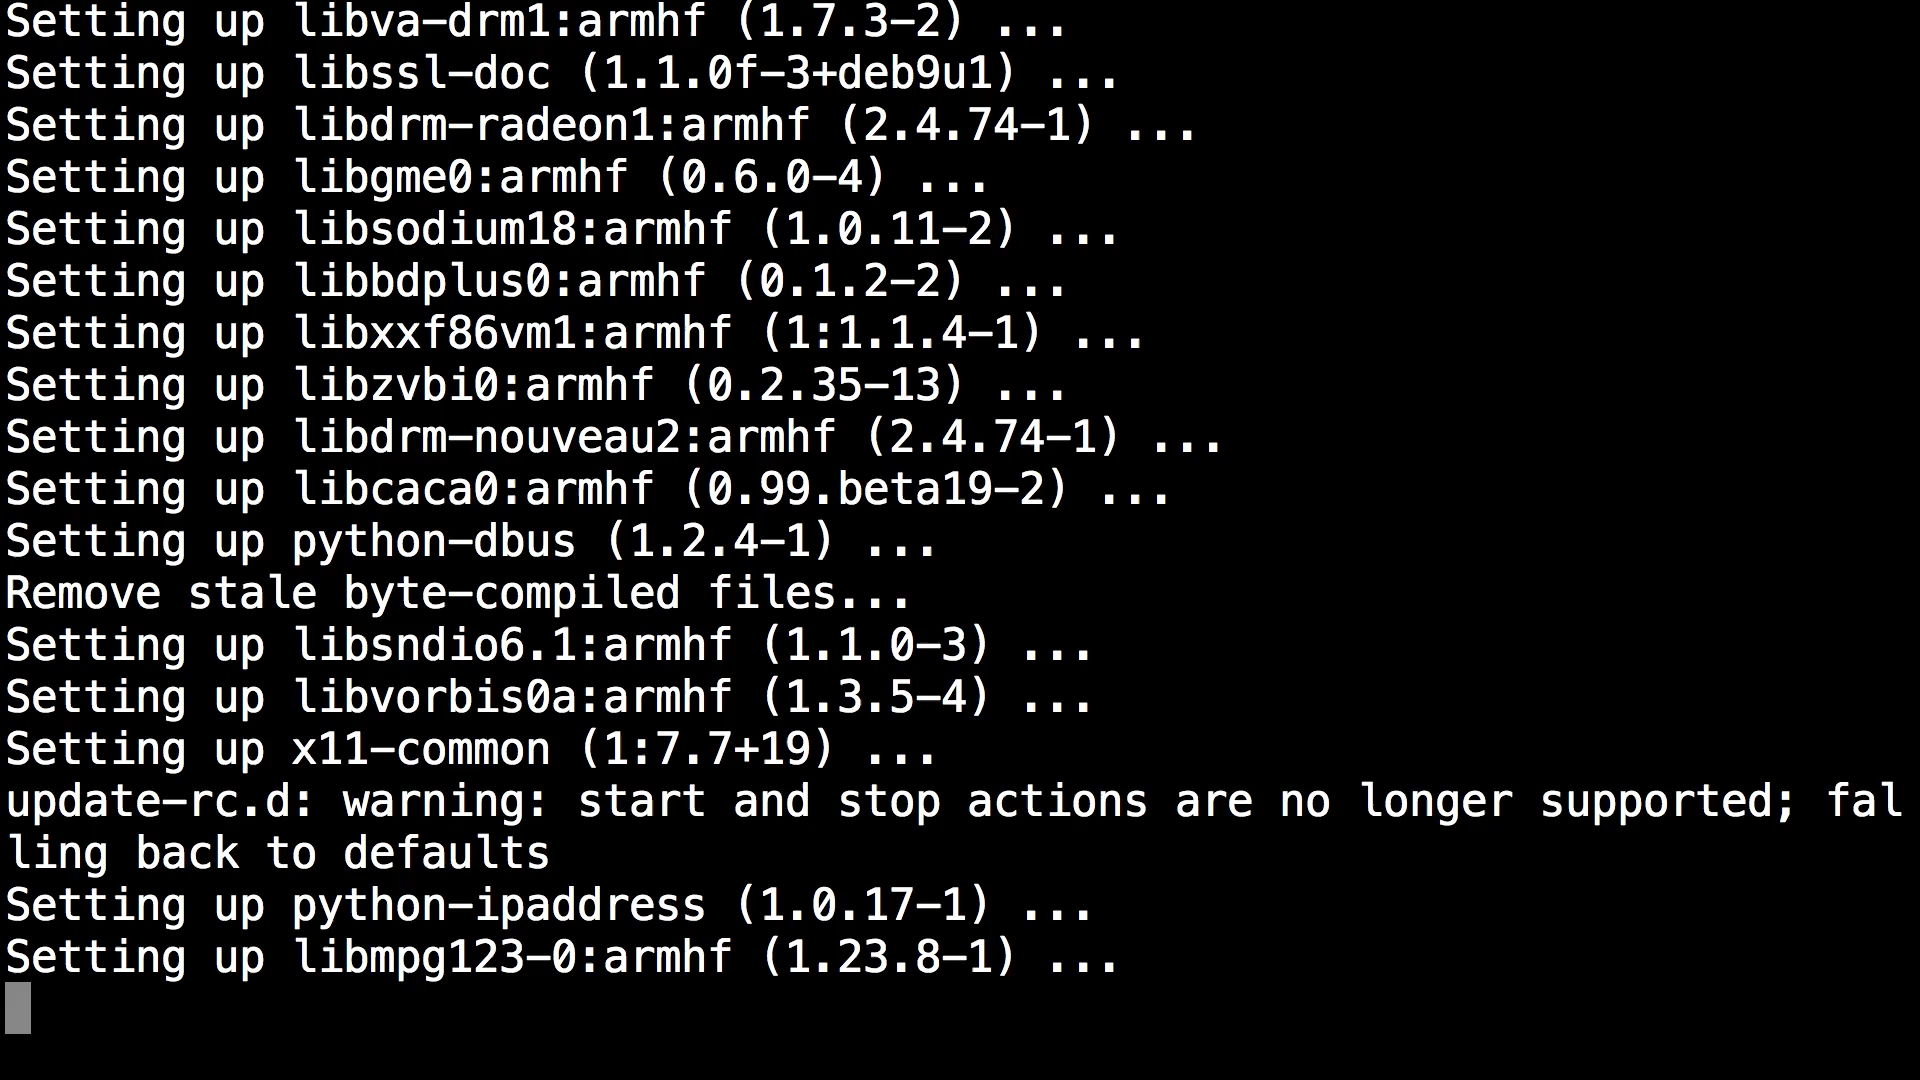 Setting up libva-drm1:armhf (1.7.3-2) ...
Setting up libssl-doc (1.1.0f-3+deb9u1) ...
Setting up libdrm-radeon1:armhf (2.4.74-1) ...
Setting up libgme0:armhf (0.6.0-4) ...
Setting up libsodium18:armhf (1.0.11-2) ...
Setting up libbdplus0:armhf (0.1.2-2) ...
Setting up libxxf86vm1:armhf (1:1.1.4-1) ...
Setting up libzvbi0:armhf (0.2.35-13) ...
Setting up libdrm-nouveau2:armhf (2.4.74-1) ...
Setting up libcaca0:armhf (0.99.beta19-2) ...
Setting up python-dbus (1.2.4-1) ...
Remove stale byte-compiled files...
Setting up libsndio6.1:armhf (1.1.0-3) ...
Setting up libvorbis0a:armhf (1.3.5-4) ...
Setting up x11-common (1:7.7+19) ...
update-rc.d: warning: start and stop actions are no longer supported; fal
ling back to defaults
Setting up python-ipaddress (1.0.17-1) ...
Setting up libmpg123-0:armhf (1.23.8-1) ...